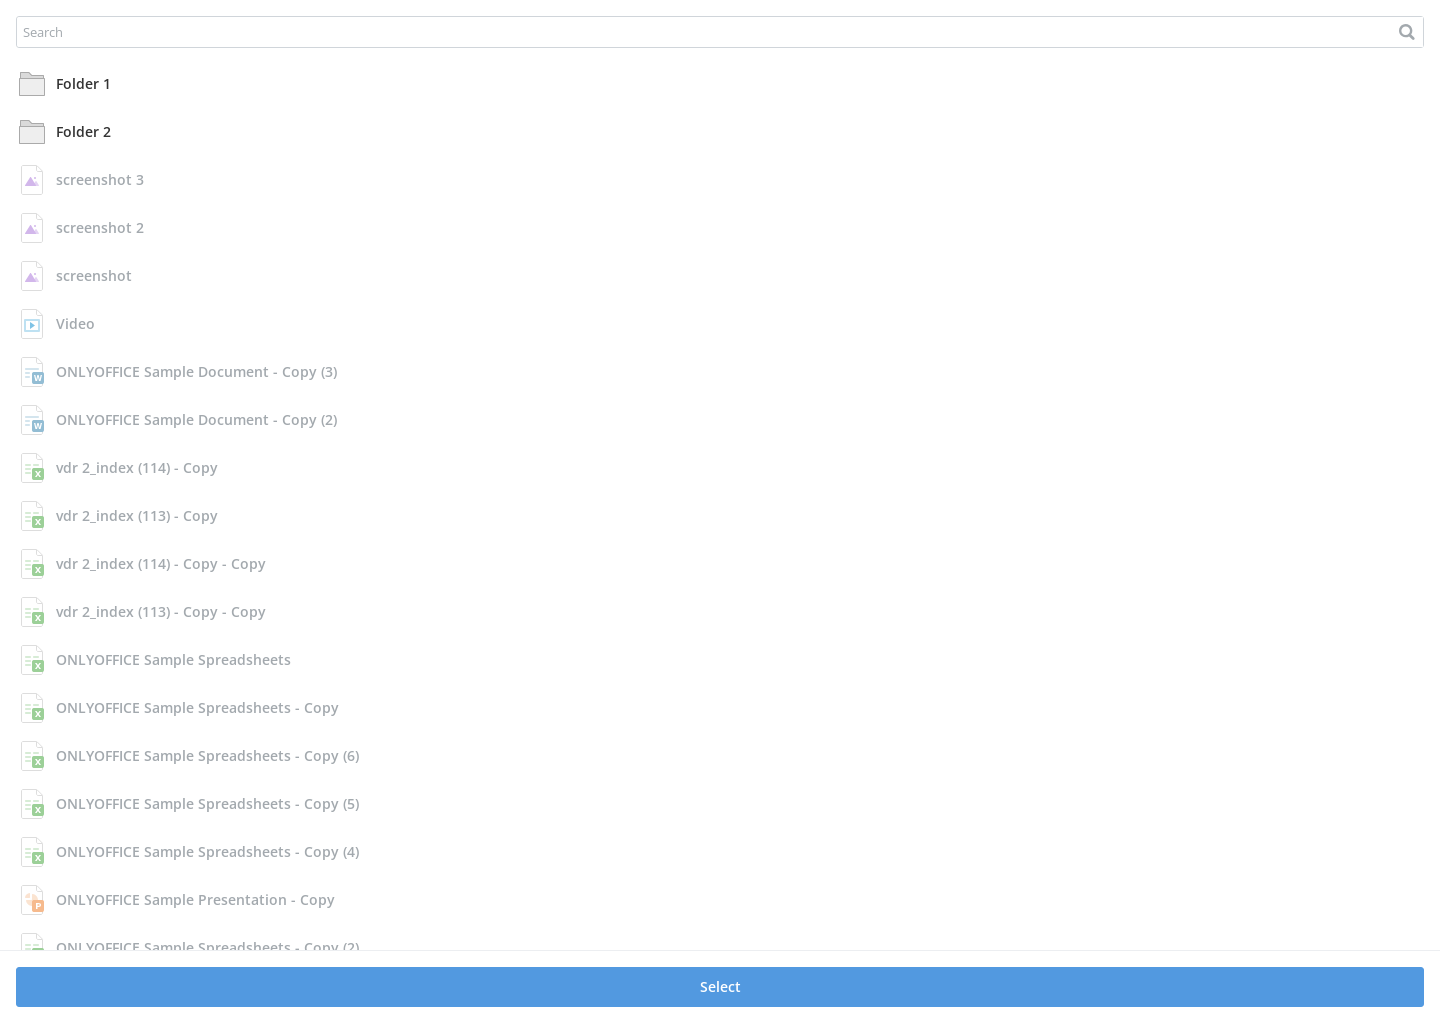 Search
Folder 1
Folder 2
screenshot 3
screenshot 2
screenshot
Video
ONLYOFFICE Sample Document - Copy (3)
ONLYOFFICE Sample Document - Copy (2)
vdr 2_index (114) - Copy
vdr 2_index (113) - Copy
vdr 2_index (114) - Copy - Copy
vdr 2_index (113) - Copy - Copy
ONLYOFFICE Sample Spreadsheets
ONLYOFFICE Sample Spreadsheets - Copy
ONLYOFFICE Sample Spreadsheets - Copy (6)
ONLYOFFICE Sample Spreadsheets - Copy (5)
ONLYOFFICE Sample Spreadsheets - Copy (4)
ONLYOFFICE Sample Presentation - Copy
ONLYOFFICE Sample Spreadsheets - Copy (2)
Select